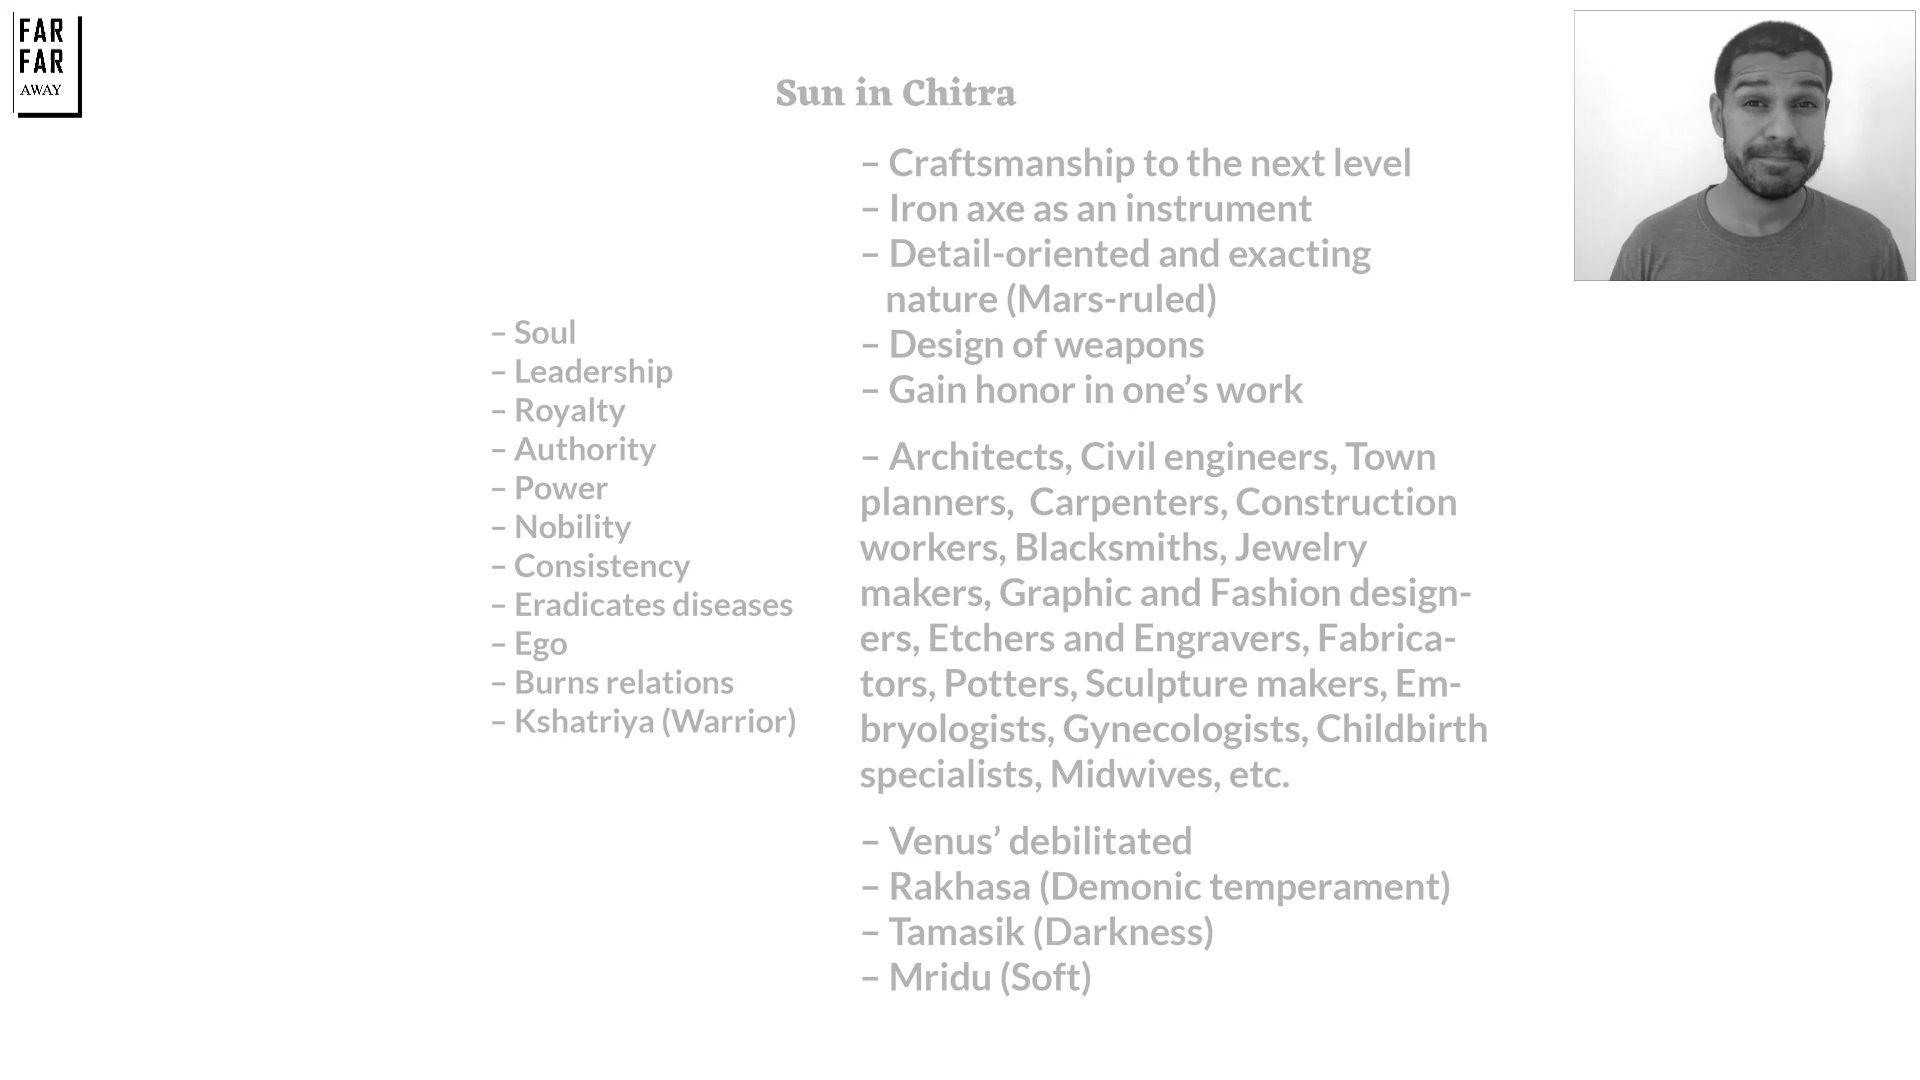 FAR
FAR
AWAY
Sun in Chitra
– Soul
– Leadership
– Royalty
– Authority
– Power
– Nobility
– Consistency
– Eradicates diseases
– Ego
– Burns relations
– Kshatriya (Warrior)
– Craftsmanship to the next level
– Iron axe as an instrument
– Detail-oriented and exacting
nature (Mars-ruled)
– Design of weapons
– Gain honor in one’s work
– Architects, Civil engineers, Town
planners, Carpenters, Construction
workers, Blacksmiths, Jewelry
makers, Graphic and Fashion design-
ers, Etchers and Engravers, Fabrica-
tors, Potters, Sculpture makers, Em-
bryologists, Gynecologists, Childbirth
specialists, Midwives, etc.
– Venus’ debilitated
– Rakhasa (Demonic temperament)
– Tamasik (Darkness)
– Mridu (Soft)